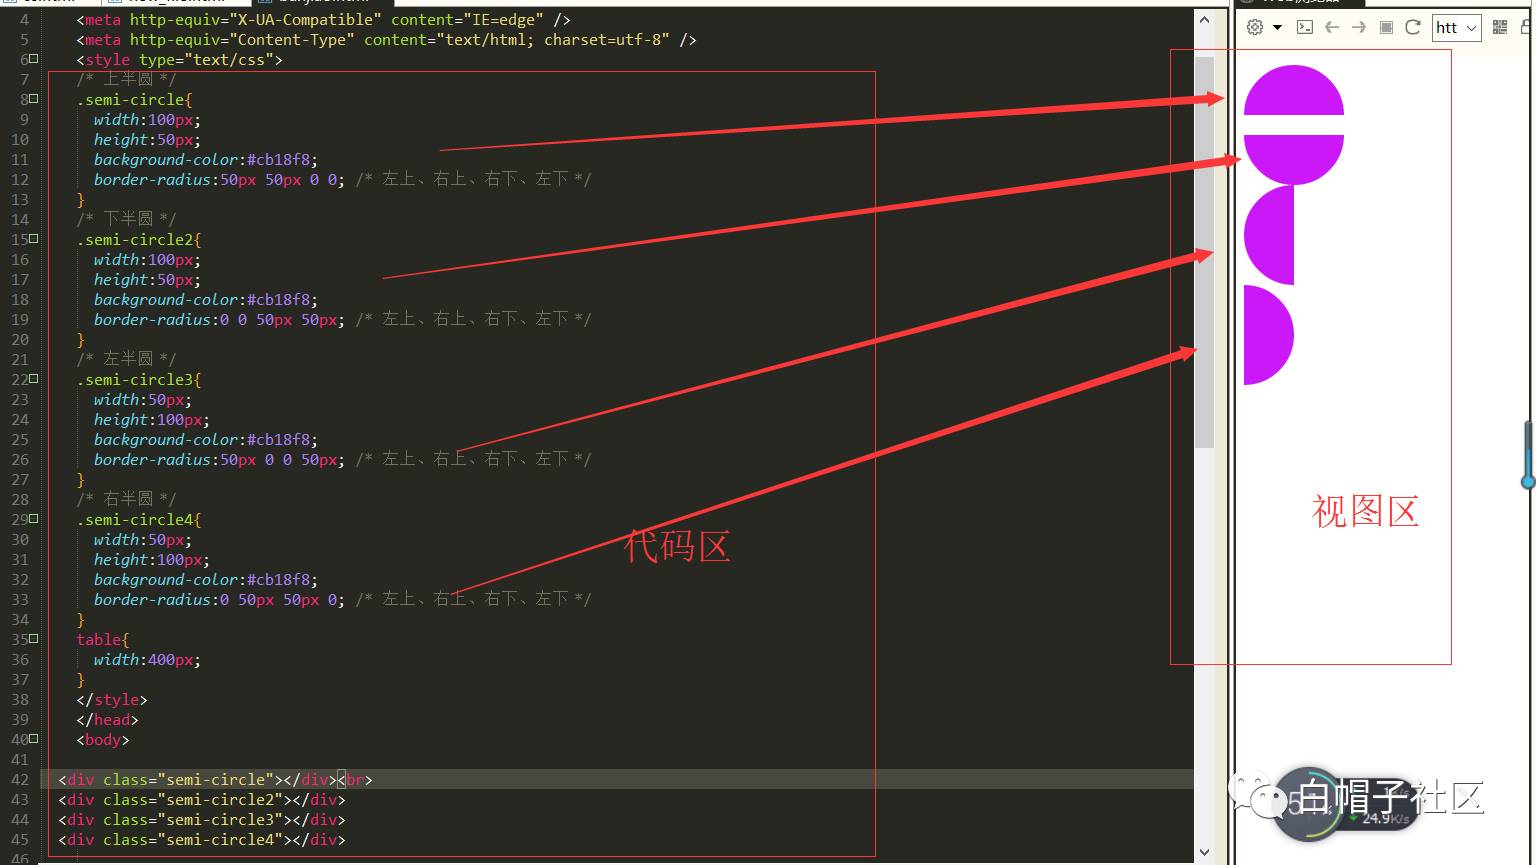 4 <meta http-equiv="X-UA-Compatible" content="IE=edge" />
5 <meta http-equiv="Content-Type" content="text/html; charset=utf-8" />
6 <style type="text/css">
7 /* 上半圆 */
8 .semi-circle{
9 width:100px;
10 height:50px;
11 background-color:#cb18f8;
12 border-radius:50px 50px 0 0; /* 左上、右上、右下、左下 */
13 }
14 /* 下半圆 */
15 .semi-circle2{
16 width:100px;
17 height:50px;
18 background-color:#cb18f8;
19 border-radius:0 0 50px 50px; /* 左上、右上、右下、左下 */
20 }
21 /* 左半圆 */
22 .semi-circle3{
23 width:50px;
24 height:100px;
25 background-color:#cb18f8;
26 border-radius:50px 0 0 50px; /* 左上、右上、右下、左下 */
27 }
28 /* 右半圆 */
29 .semi-circle4{
30 width:50px;
31 height:100px;
32 background-color:#cb18f8;
33 border-radius:0 50px 50px 0; /* 左上、右上、右下、左下 */
34 }
35 table{
36 width:400px;
37 }
38 </style>
39 </head>
40 <body>
41
42 <div class="semi-circle"></div><br>
43 <div class="semi-circle2"></div>
44 <div class="semi-circle3"></div>
45 <div class="semi-circle4"></div>
46
代码区
htt
视图区
白帽子社区
24.9K/s